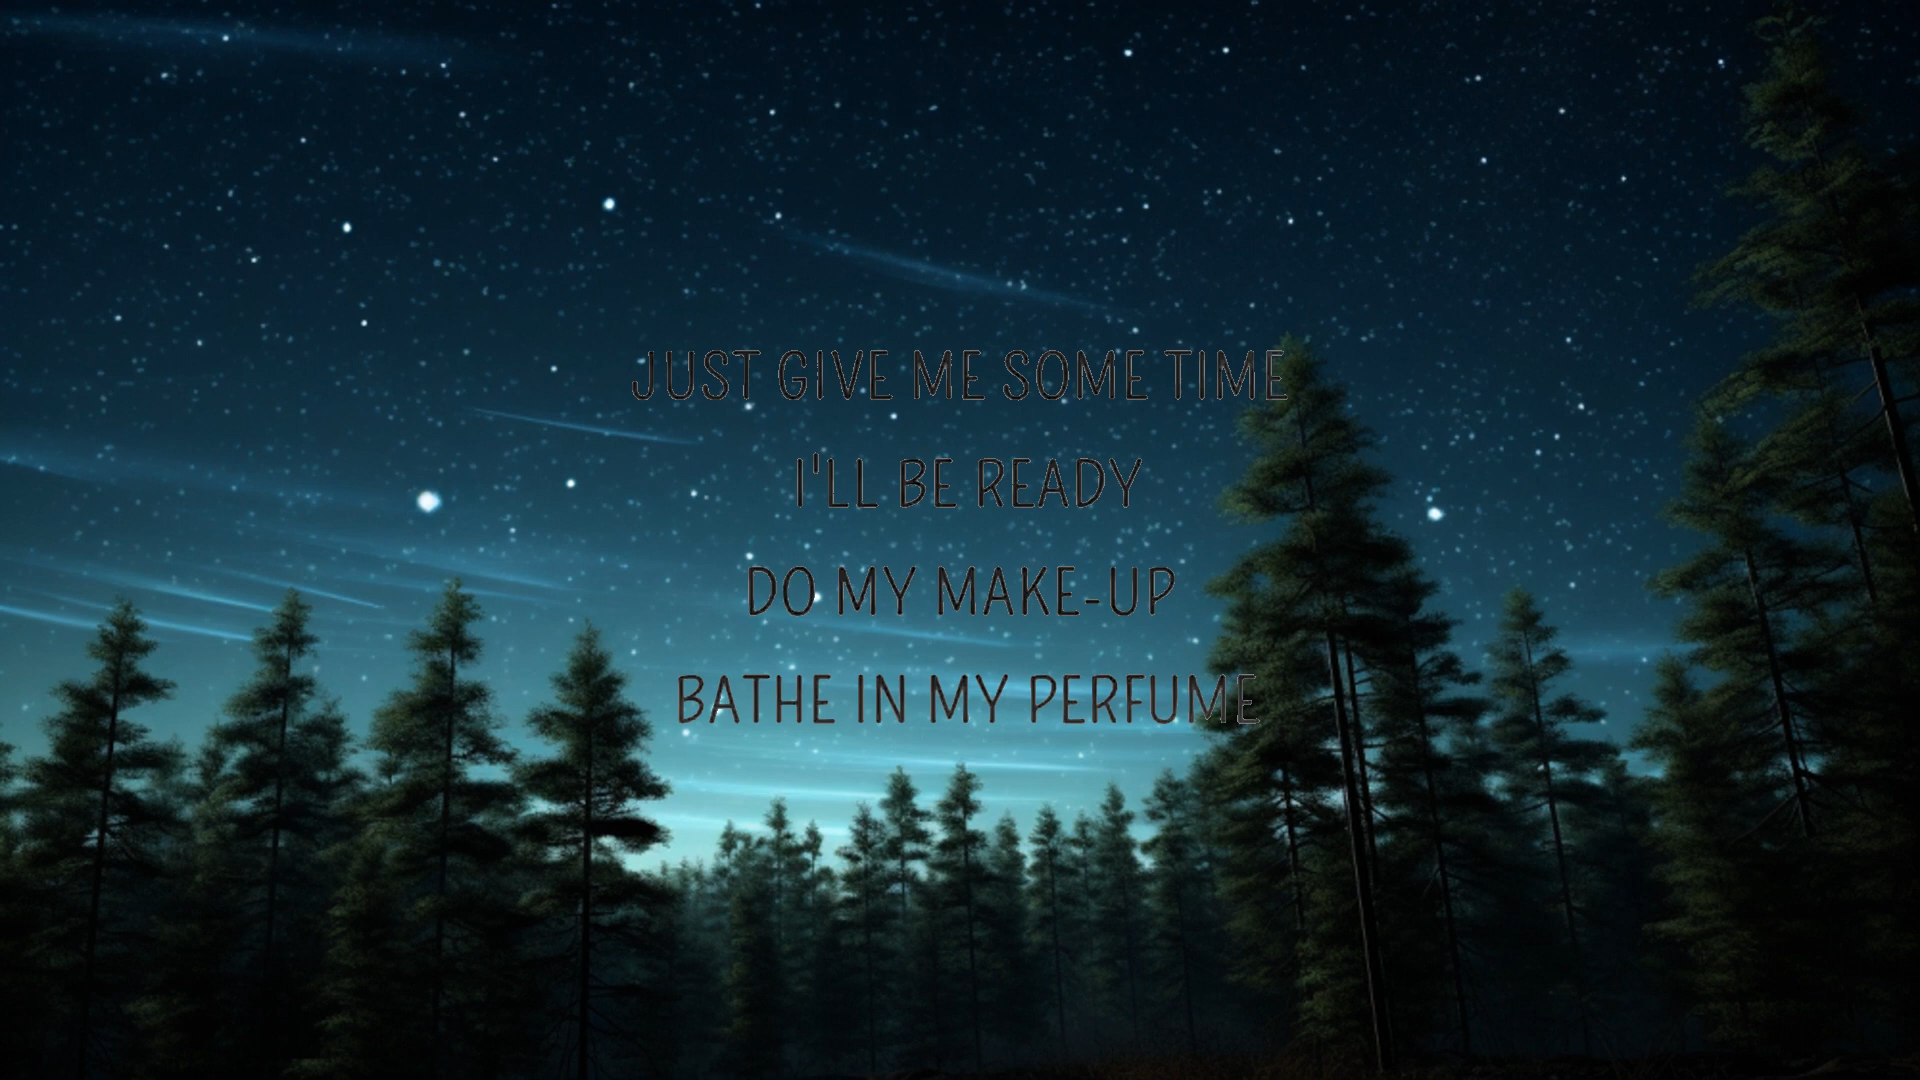 JUST GIVE ME SOME TIME
I'LL BE READY
DO MY MAKE-UP
BATHE IN MY PERFUME